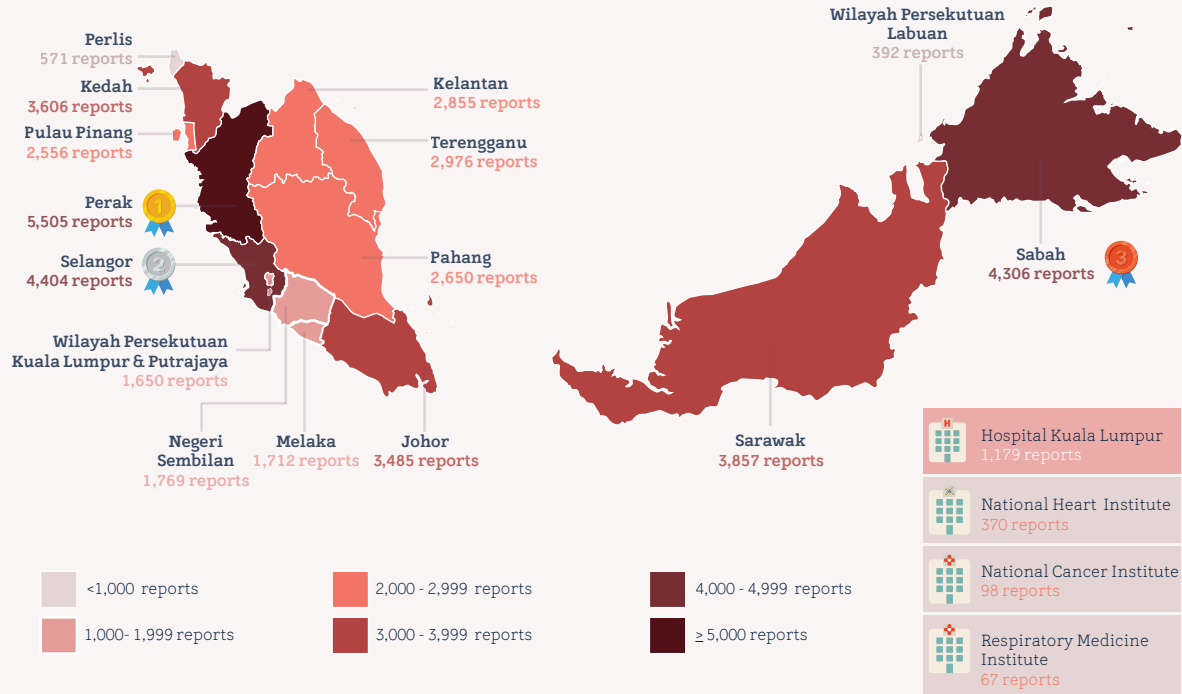 Perlis
571 reports
Kedah
3,606 reports
Pulau Pinang
2,556 reports
Perak
5,505 reports
1
Selangor
4,404 reports
2
Wilayah Persekutuan
Kuala Lumpur & Putrajaya
1,650 reports
Negeri
Sembilan
1,769 reports
Melaka
1,712 reports
Johor
3,485 reports
Kelantan
2,855 reports
Terengganu
2,976 reports
Pahang
2,650 reports
Wilayah Persekutuan
Labuan
392 reports
Sabah
4,306 reports
3
Sarawak
3,857 reports
H
Hospital Kuala Lumpur
1,179 reports
National Heart Institute
370 reports
National Cancer Institute
98 reports
Respiratory Medicine
Institute
67 reports
<1,000 reports
1,000- 1,999 reports
2,000 - 2,999 reports
3,000 - 3,999 reports
4,000 - 4,999 reports
≥ 5,000 reports